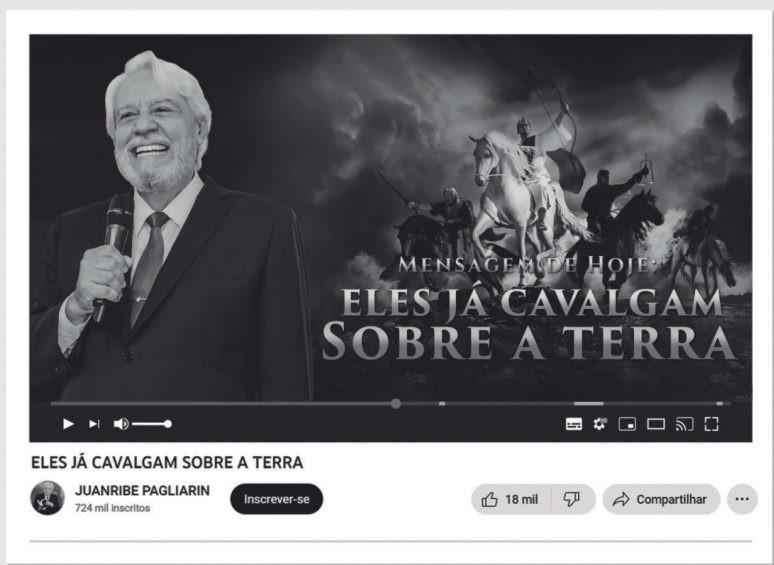 MENSAGEM DE HOJE:
ELES JÁ CAVALGAM
SOBRE A TERRA
ELES JÁ CAVALGAM SOBRE A TERRA
JUANRIBE PAGLIARIN
724 mil inscritos
Inscrever-se
18 mil
Compartilhar